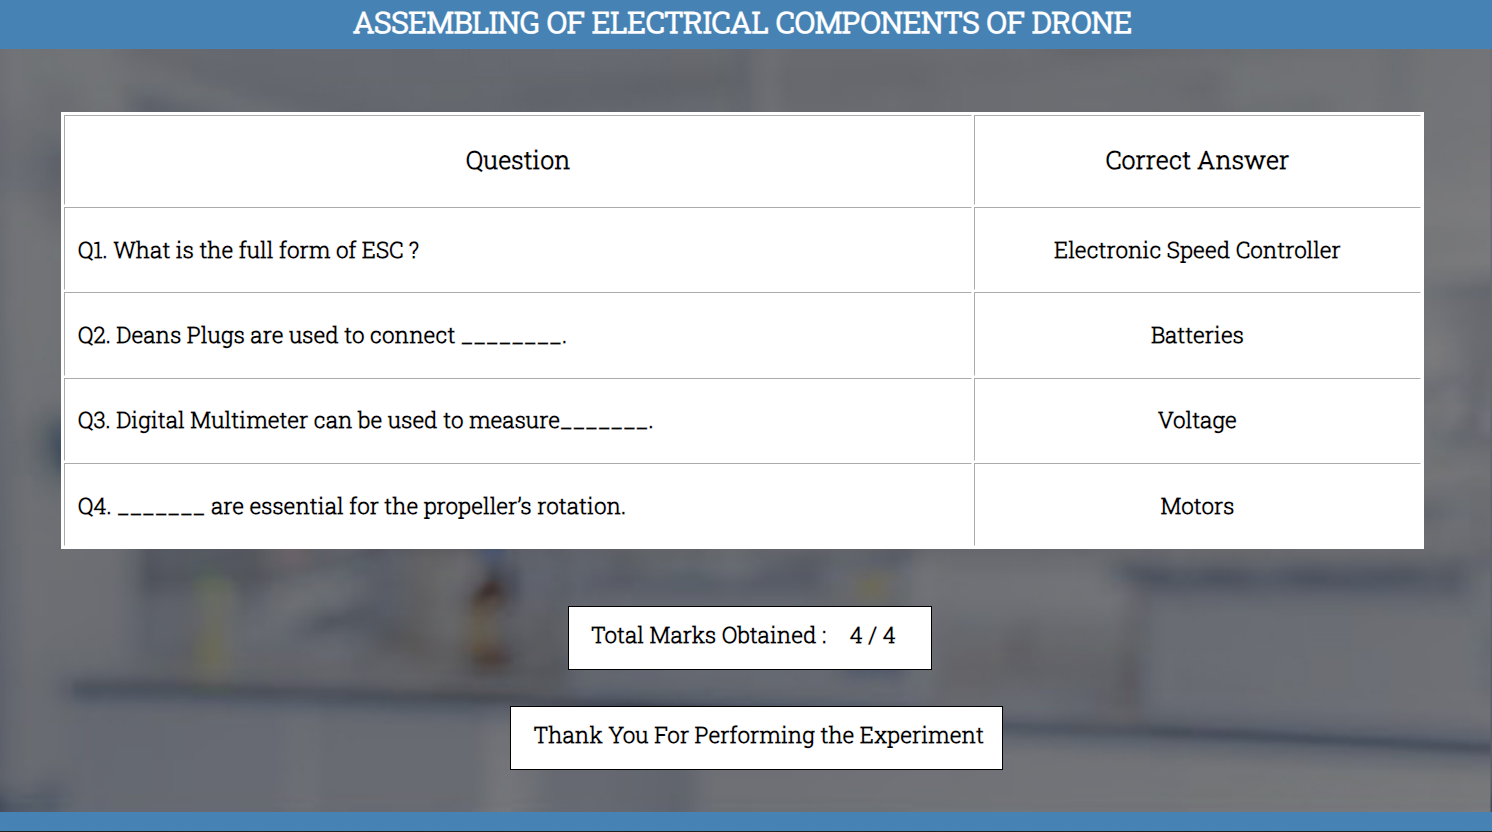 ASSEMBLING OF ELECTRICAL COMPONENTS OF DRONE
Question
Correct Answer
Q1. What is the full form of ESC ?
Electronic Speed Controller
Q2. Deans Plugs are used to connect ________.
Batteries
Q3. Digital Multimeter can be used to measure_______.
Voltage
Q4. _______ are essential for the propeller’s rotation.
Motors
Total Marks Obtained : 4 / 4
Thank You For Performing the Experiment